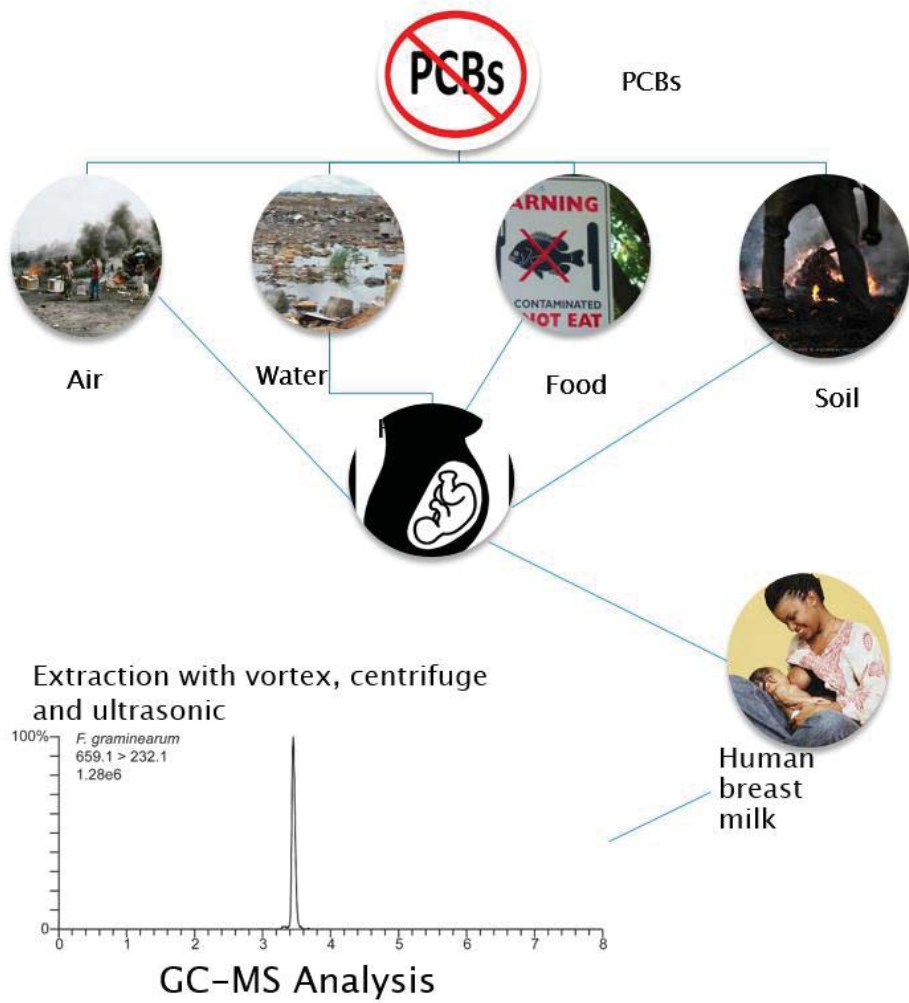 PCBs
PCBs
ARNING
CONTAMINATED
NOT EAT
Air
Water
Food
Soil
Human
breast
milk
Extraction with vortex, centrifuge
and ultrasonic
100%
F. graminearum
659.1 > 232.1
1.28e6
0
0 1 2 3 4 5 6 7 8
GC-MS Analysis